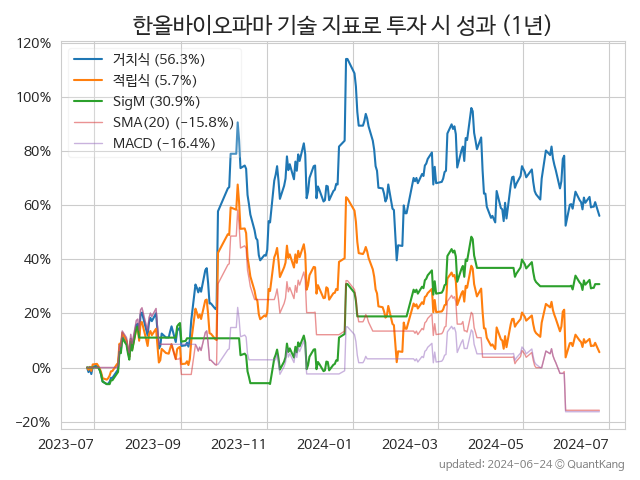 한올바이오파마 기술 지표로 투자 시 성과 (1년)
120%
100%
80%
60%
40%
20%
0%
−20%
거치식 (56.3%)
적립식 (5.7%)
SigM (30.9%)
SMA(20) (−15.8%)
MACD (−16.4%)
2023-07 2023-09 2023-11 2024-01 2024-03 2024-05 2024-07
updated: 2024-06-24 © QuantKang